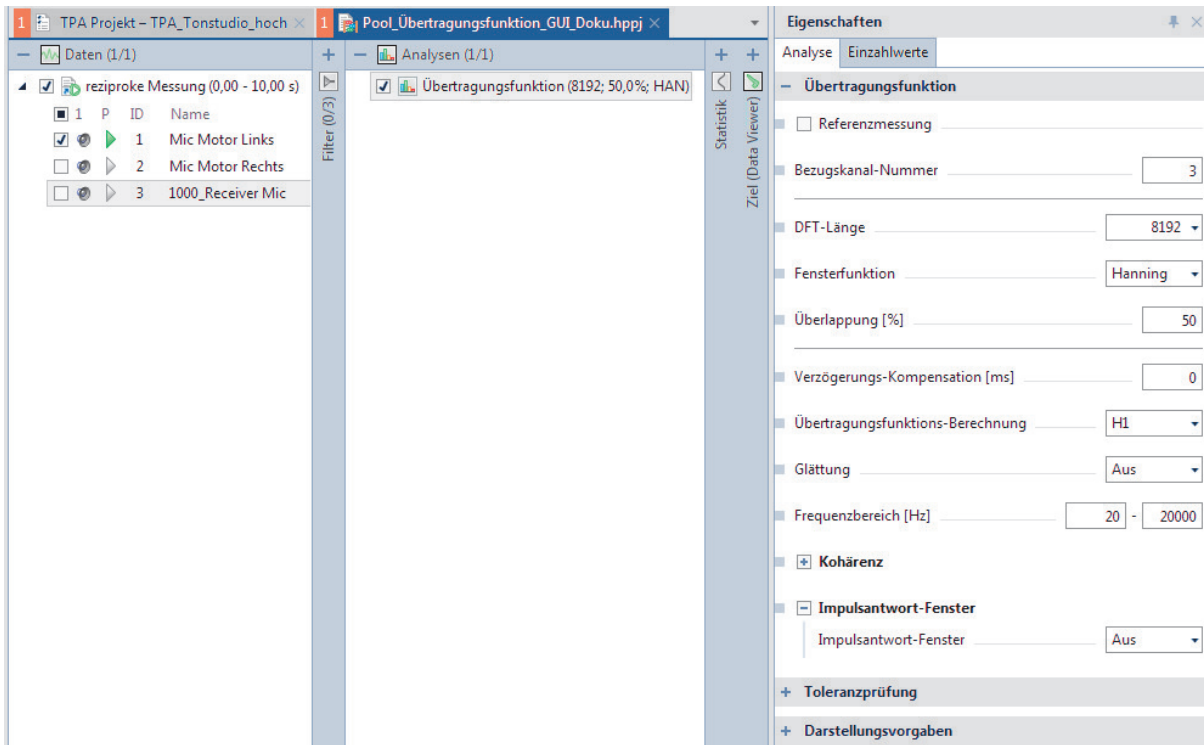 1 TPA Projekt – TPA_Tonstudio_hoch
1 Pool_Übertragungsfunktion_GUI_Doku.hppj
Daten (1/1)
reziproke Messung (0,00 - 10,00 s)
1 P ID Name
1 Mic Motor Links
2 Mic Motor Rechts
3 1000_Receiver Mic
Filter (0/3)
Analysen (1/1)
Übertragungsfunktion (8192; 50,0%; HAN)
Statistik
Ziel (Data Viewer)
Eigenschaften
Analyse Einzahlwerte
Übertragungsfunktion
Referenzmessung
Bezugskanal-Nummer 3
DFT-Länge 8192
Fensterfunktion Hanning
Überlappung [%] 50
Verzögerungs-Kompensation [ms] 0
Übertragungsfunktions-Berechnung H1
Glättung Aus
Frequenzbereich [Hz] 20 - 20000
Kohärenz
Impulsantwort-Fenster
Impulsantwort-Fenster Aus
Toleranzprüfung
Darstellungsvorgaben